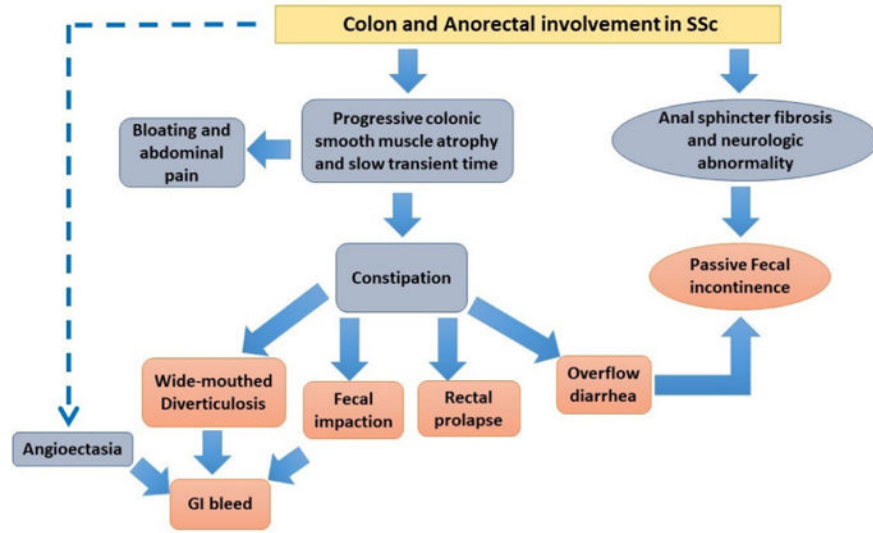 Colon and Anorectal involvement in SSc
Bloating and
abdominal
pain
Progressive colonic
smooth muscle atrophy
and slow transient time
Anal sphincter fibrosis
and neurologic
abnormality
Constipation
Passive Fecal
incontinence
Wide-mouthed
Diverticulosis
Fecal
impaction
Rectal
prolapse
Overflow
diarrhea
Angioectasia
GI bleed